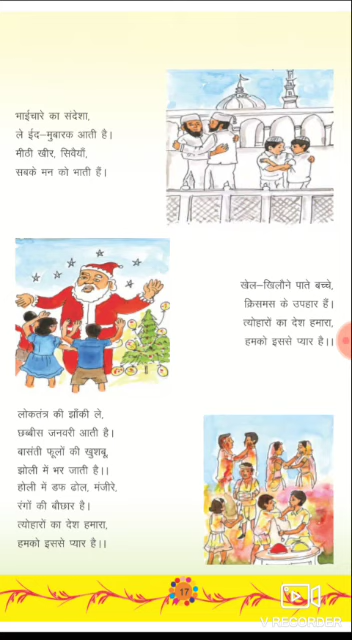 भाईचारे का संदेशा,
ले ईद–मुबारक आती है।
मीठी खीर, सिवैयाँ,
सबके मन को भाती हैं।
खेल–खिलौने पाते बच्चे,
क्रिसमस के उपहार हैं।
त्योहारों का देश हमारा,
हमको इससे प्यार है।।
लोकतंत्र की झाँकी ले,
छब्बीस जनवरी आती है।
बासंती फूलों की खुशबू,
झोली में भर जाती है।।
होली में डफ ढोल, मंजीरे,
रंगों की बौछार है।
त्योहारों का देश हमारा,
हमको इससे प्यार है।।
17
V RECORDER